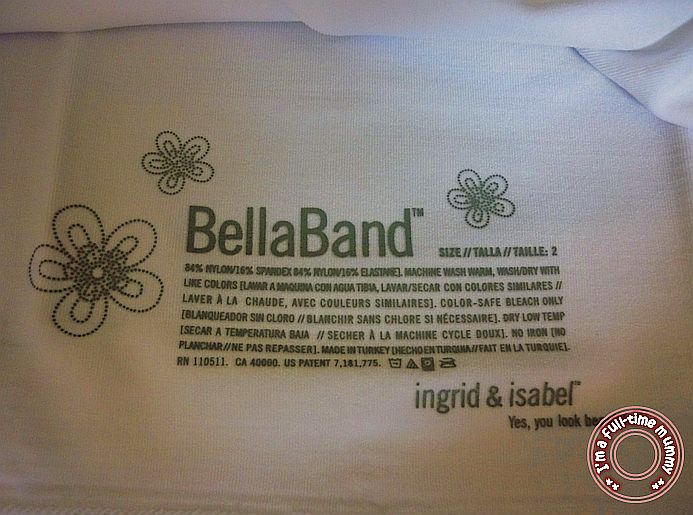 BellaBand™
SIZE // TALLA // TAILLE: 2
84% NYLON/16% SPANDEX 84% NYLON/16% ELASTANE]. MACHINE WASH WARM, WASH/DRY WITH
LIKE COLORS [LAVAR A MAQUINA CON AGUA TIBIA, LAVAR/SECAR CON COLORES SIMILARES //
LAVER À LA CHAUDE, AVEC COULEURS SIMILAIRES]. COLOR-SAFE BLEACH ONLY
[BLANQUEADOR SIN CLORO // BLANCHIR SANS CHLORE SI NÉCESSAIRE]. DRY LOW TEMP
[SECAR A TEMPERATURA BAJA // SECHER À LA MACHINE CYCLE DOUX]. NO IRON [NO
PLANCHAR // NE PAS REPASSER]. MADE IN TURKEY [HECHO EN TURQUIA // FAIT EN LA TURQUIE].
RN 110511. CA 40000. US PATENT 7,181,775.
ingrid & isabel™
Yes, you look
I'm a full-time mummy